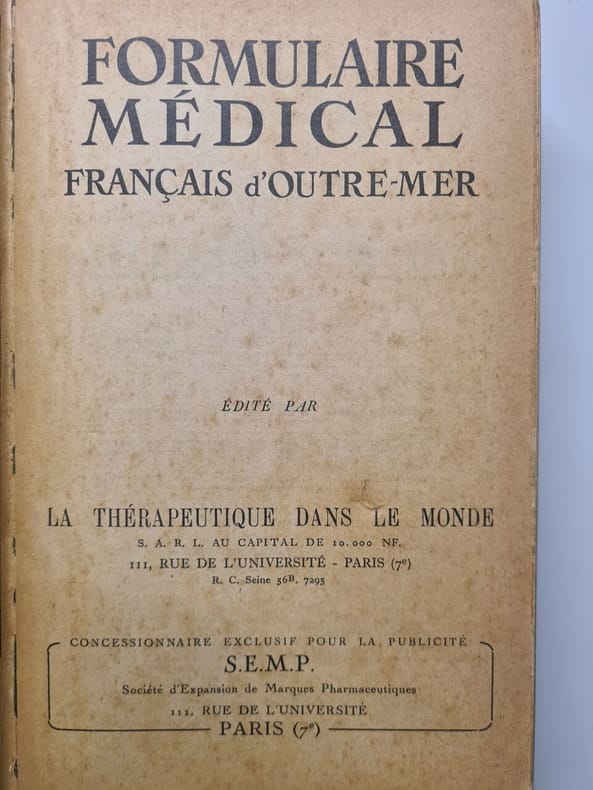 FORMULAIRE
MÉDICAL
FRANÇAIS d'OUTRE-MER
ÉDITÉ PAR
LA THÉRAPEUTIQUE DANS LE MONDE
S. A. R. L. AU CAPITAL DE 10.000 NF.
111, RUE DE L'UNIVERSITÉ - PARIS (7e)
R. C. Seine 56B. 7295
CONCESSIONNAIRE EXCLUSIF POUR LA PUBLICITÉ
S.E.M.P.
Société d'Expansion de Marques Pharmaceutiques
111, RUE DE L'UNIVERSITÉ
PARIS (7e)